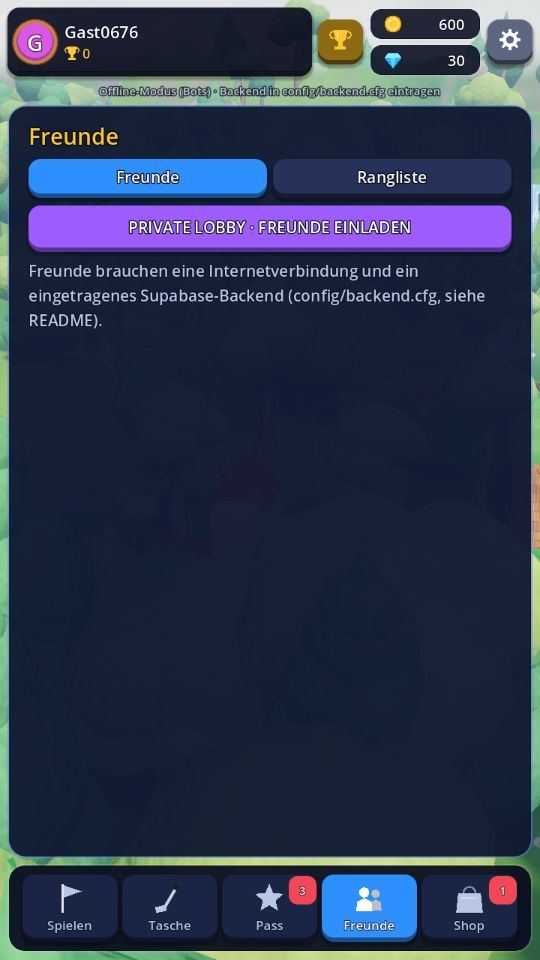 G
Gast0676
0
600
30
Offline-Modus (Bots) · Backend in config/backend.cfg eintragen
Freunde
Freunde
Rangliste
PRIVATE LOBBY · FREUNDE EINLADEN
Freunde brauchen eine Internetverbindung und ein
eingetragenes Supabase-Backend (config/backend.cfg, siehe
README).
3
1
Spielen
Tasche
Pass
Freunde
Shop